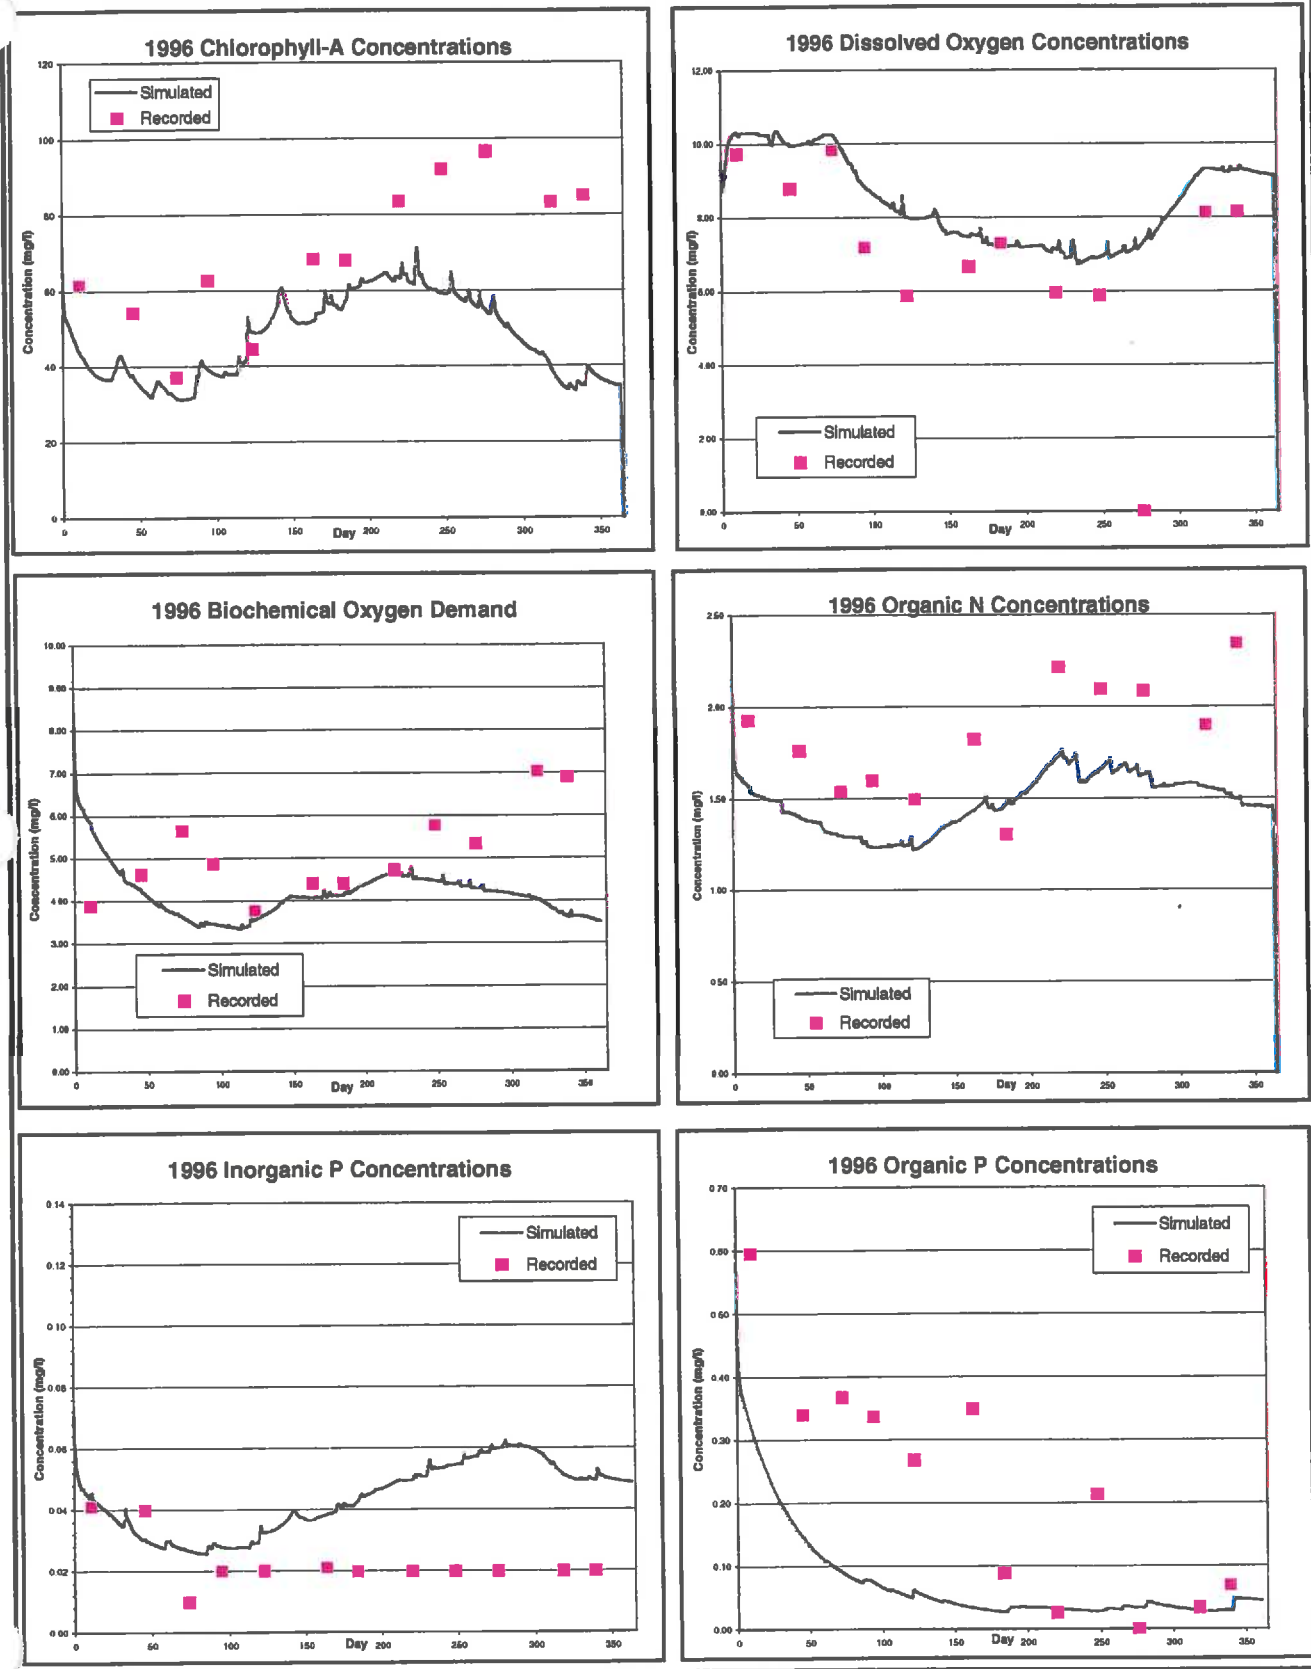 1996 Chlorophyll-A Concentrations
Simulated
Recorded
Concentration (mg/l)
120
100
80
60
40
20
0
0 50 100 150 200 250 300 350
Day
1996 Dissolved Oxygen Concentrations
Simulated
Recorded
Concentration (mg/l)
12.00
10.00
8.00
6.00
4.00
2.00
0.00
0 50 100 150 200 250 300 350
Day
1996 Biochemical Oxygen Demand
Simulated
Recorded
Concentration (mg/l)
10.00
9.00
8.00
7.00
6.00
5.00
4.00
3.00
2.00
1.00
0.00
0 50 100 150 200 250 300 350
Day
1996 Organic N Concentrations
Simulated
Recorded
Concentration (mg/l)
2.50
2.00
1.50
1.00
0.50
0.00
0 50 100 150 200 250 300 350
Day
1996 Inorganic P Concentrations
Simulated
Recorded
Concentration (mg/l)
0.14
0.12
0.10
0.08
0.06
0.04
0.02
0.00
0 50 100 150 200 250 300 350
Day
1996 Organic P Concentrations
Simulated
Recorded
Concentration (mg/l)
0.70
0.60
0.60
0.40
0.30
0.20
0.10
0.00
0 50 100 150 200 250 300 350
Day